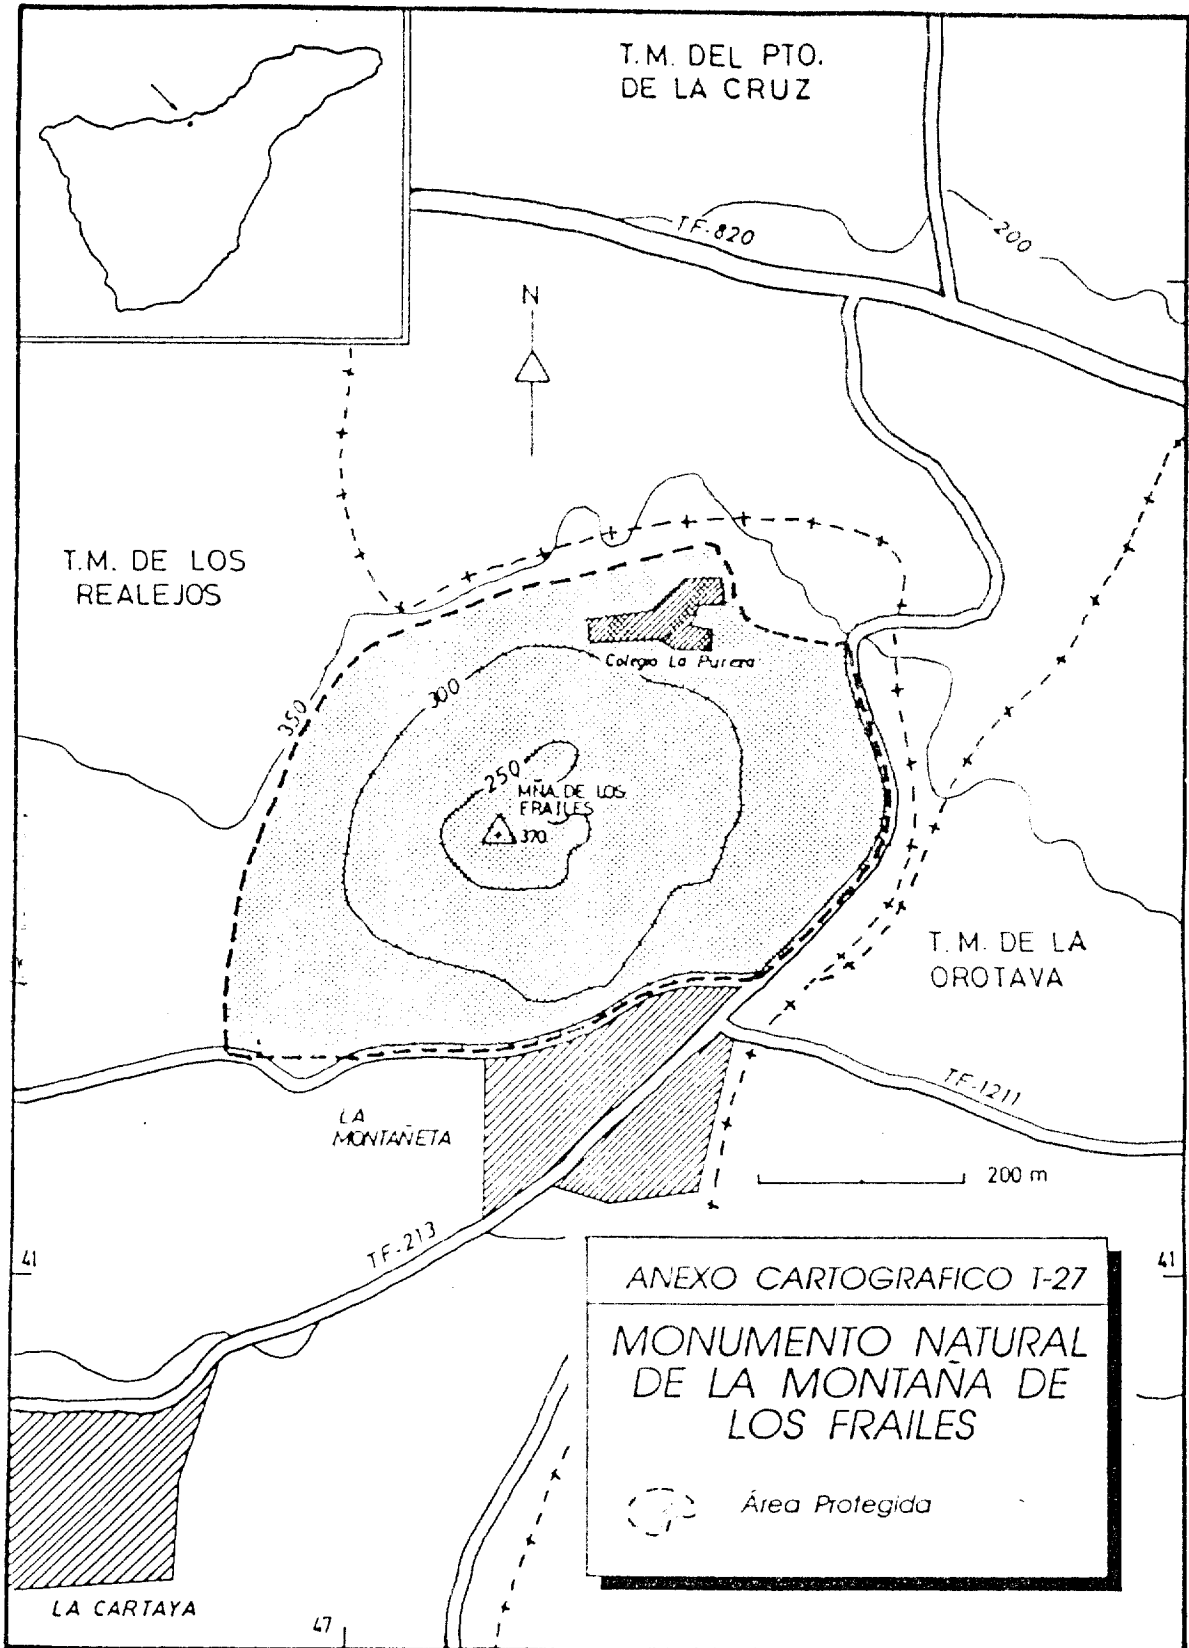 T.M. DEL PTO.
DE LA CRUZ
TF-820
200
N
T.M. DE LOS
REALEJOS
Colegio La Pureza
300
350
250
MÑA. DE LOS
FRAILES
370
T.M. DE LA
OROTAVA
LA
MONTAÑETA
TF-1211
200 m
TF-213
41
41
ANEXO CARTOGRAFICO T-27
MONUMENTO NATURAL
DE LA MONTAÑA DE
LOS FRAILES
Área Protegida
LA CARTAYA
47